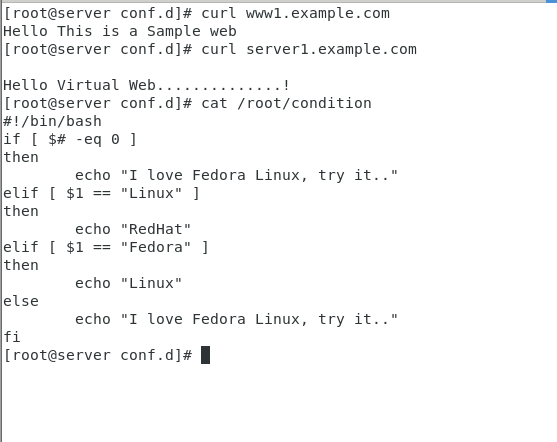 [root@server conf.d]# curl www1.example.com
Hello This is a Sample web
[root@server conf.d]# curl server1.example.com

Hello Virtual Web..............!
[root@server conf.d]# cat /root/condition
#!/bin/bash
if [ $# -eq 0 ]
then
        echo "I love Fedora Linux, try it.."
elif [ $1 == "Linux" ]
then
        echo "RedHat"
elif [ $1 == "Fedora" ]
then
        echo "Linux"
else
        echo "I love Fedora Linux, try it.."
fi
[root@server conf.d]#